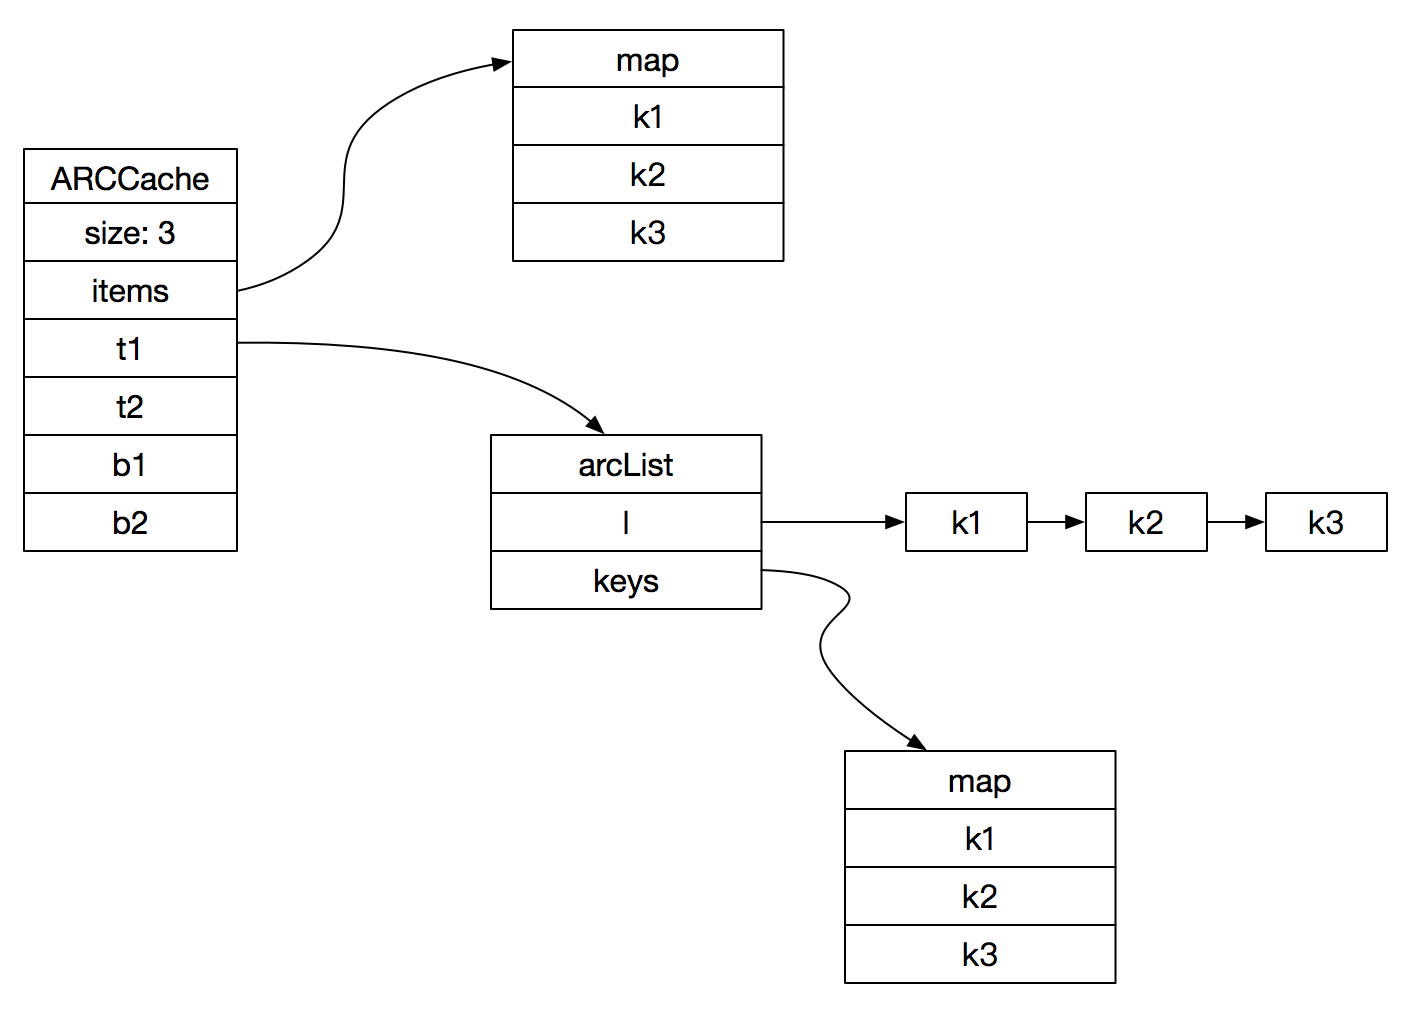 map
k1
k2
k3
ARCCache
size: 3
items
t1
t2
b1
b2
arcList
l
keys
k1
k2
k3
map
k1
k2
k3